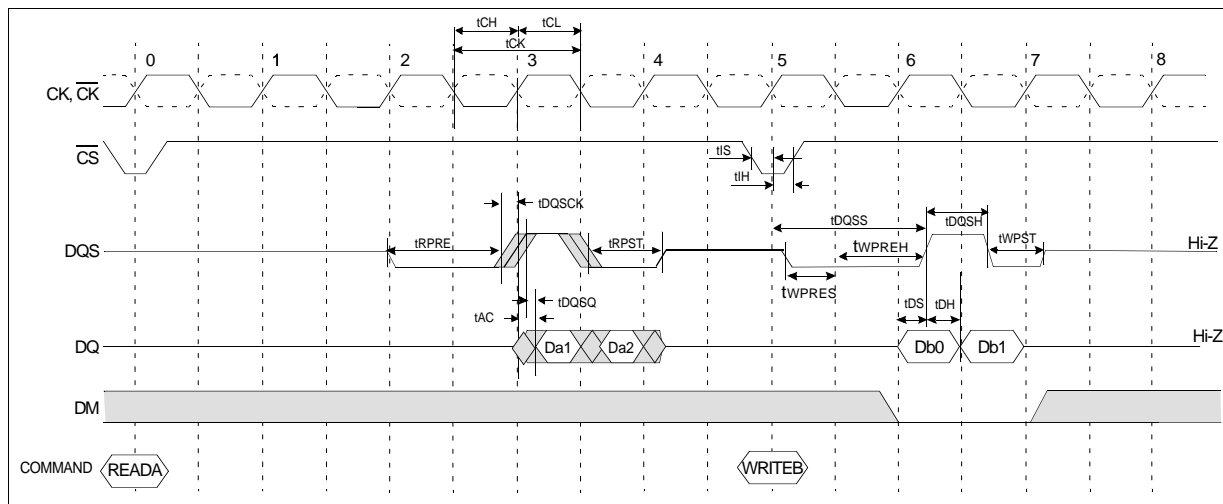 tCH tCL
tCK
0 1 2 3 4 5 6 7 8
CK, CK
CS
tIS
tIH
tDQSCK
tDQSS
tDQSH
DQS
tRPRE
tRPST
tWPREH
tWPST
Hi-Z
tWPRES
tDQSQ
tAC
tDS tDH
DQ
Da1 Da2
Db0 Db1
Hi-Z
DM
COMMAND
READA
WRITEB